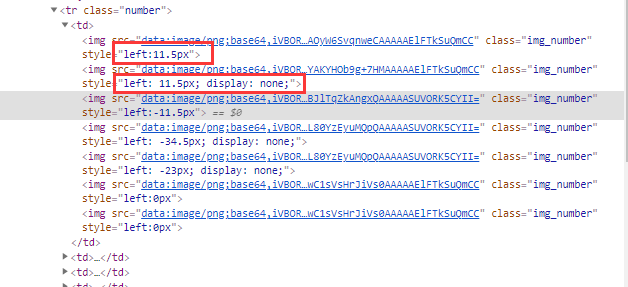 ▼<tr class="number">
▼<td>
<img src="data:image/png;base64,iVBOR…AOyW6SvqnweCAAAAAElFTkSuQmCC" class="img_number"
style="left:11.5px">
<img src="data:image/png;base64,iVBOR…YAKYHOb9g+7HMAAAAAElFTkSuQmCC" class="img_number"
style="left: 11.5px; display: none;">
<img src="data:image/png;base64,iVBOR…BJlTqZkAngxQAAAAASUVORK5CYII=" class="img_number"
style="left:-11.5px"> == $0
<img src="data:image/png;base64,iVBOR…L80YzEyuMQpQAAAAASUVORK5CYII=" class="img_number"
style="left: -34.5px; display: none;">
<img src="data:image/png;base64,iVBOR…L80YzEyuMQpQAAAAASUVORK5CYII=" class="img_number"
style="left: -23px; display: none;">
<img src="data:image/png;base64,iVBOR…wC1sVsHrJiVs0AAAAAElFTkSuQmCC" class="img_number"
style="left:0px">
<img src="data:image/png;base64,iVBOR…wC1sVsHrJiVs0AAAAAElFTkSuQmCC" class="img_number"
style="left:0px">
</td>
▶<td>…</td>
▶<td>…</td>
▶<td>…</td>